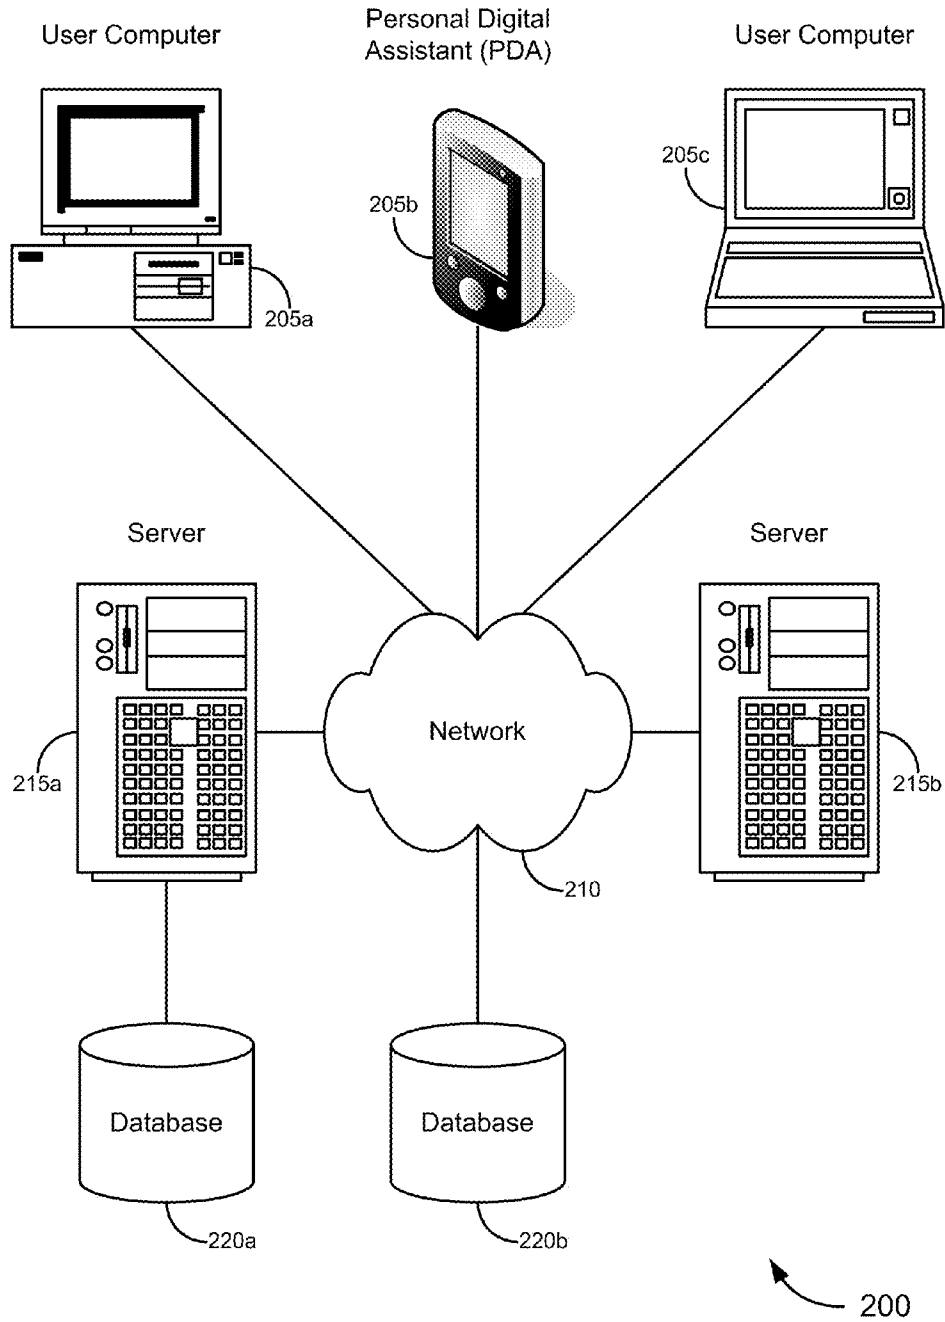 User Computer
Personal Digital
Assistant (PDA)
User Computer
205a
205b
205c
Server
Server
Network
215a
215b
210
Database
Database
220a
220b
200